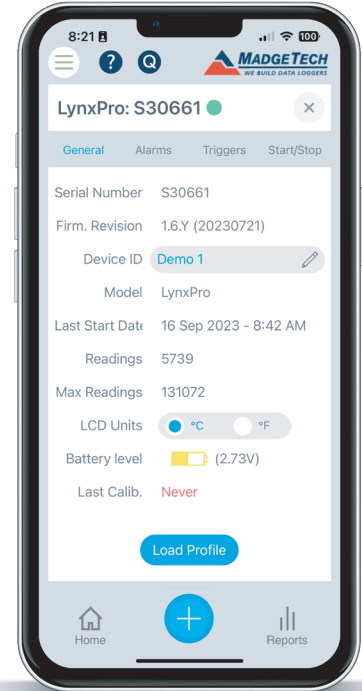 8:21
100
?
Q
MADGETECH
WE BUILD DATA LOGGERS
LynxPro: S30661
General Alarms Triggers Start/Stop
Serial Number S30661
Firm. Revision 1.6.Y (20230721)
Device ID Demo 1
Model LynxPro
Last Start Date 16 Sep 2023 - 8:42 AM
Readings 5739
Max Readings 131072
LCD Units °C °F
Battery level (2.73V)
Last Calib. Never
Load Profile
Home
Reports